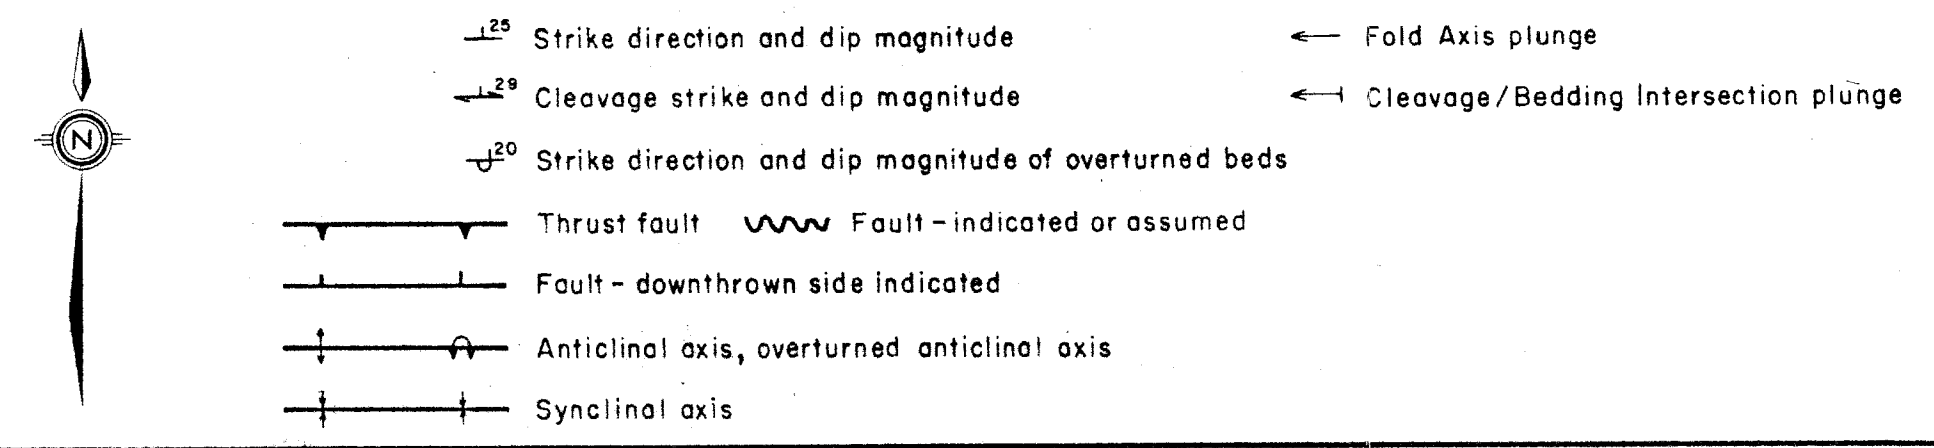 N
25 Strike direction and dip magnitude
29 Cleavage strike and dip magnitude
20 Strike direction and dip magnitude of overturned beds
Thrust fault
Fault - indicated or assumed
Fault - downthrown side indicated
Anticlinal axis, overturned anticlinal axis
Synclinal axis
Fold Axis plunge
Cleavage/Bedding Intersection plunge